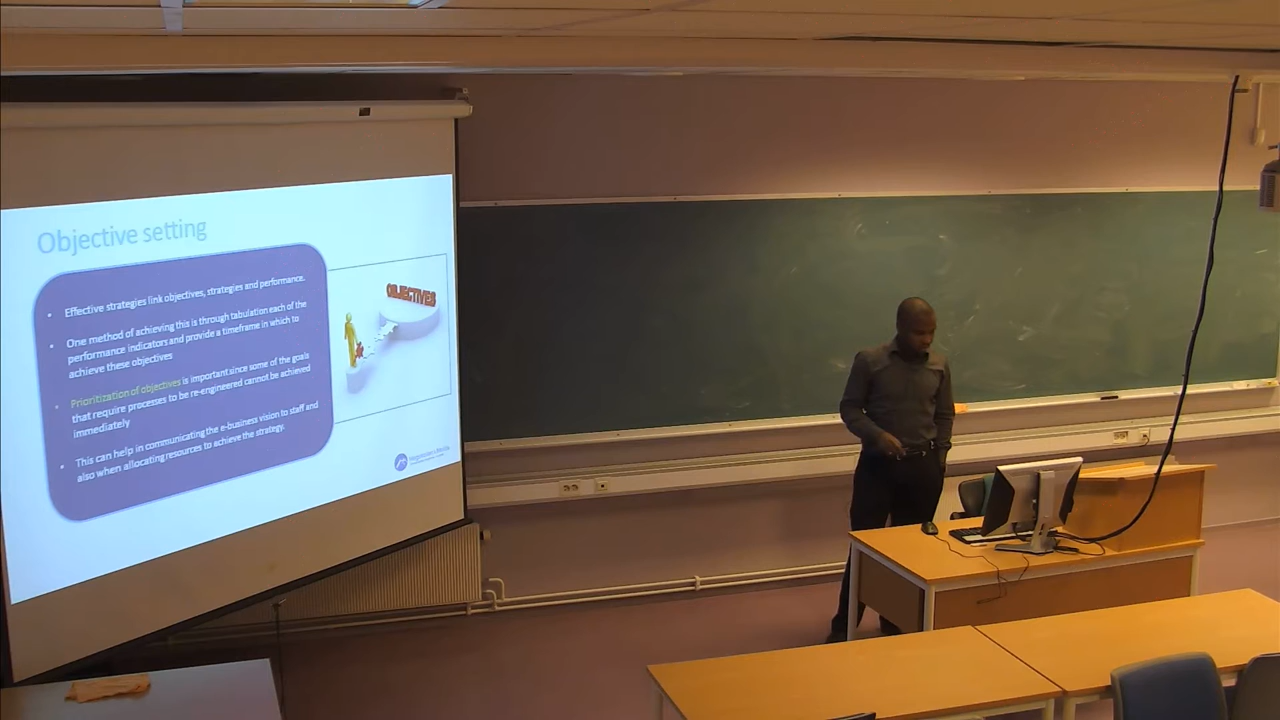 Objective setting
Effective strategies link objectives, strategies and performance.
One method of achieving this is through tabulation each of the
performance indicators and provide a timeframe in which to
achieve these objectives
Prioritization of objectives is important since some of the goals
that require processes to be re-engineered cannot be achieved
immediately
This can help in communicating the e-business vision to staff and
also when allocating resources to achieve the strategy.
OBJECTIVES